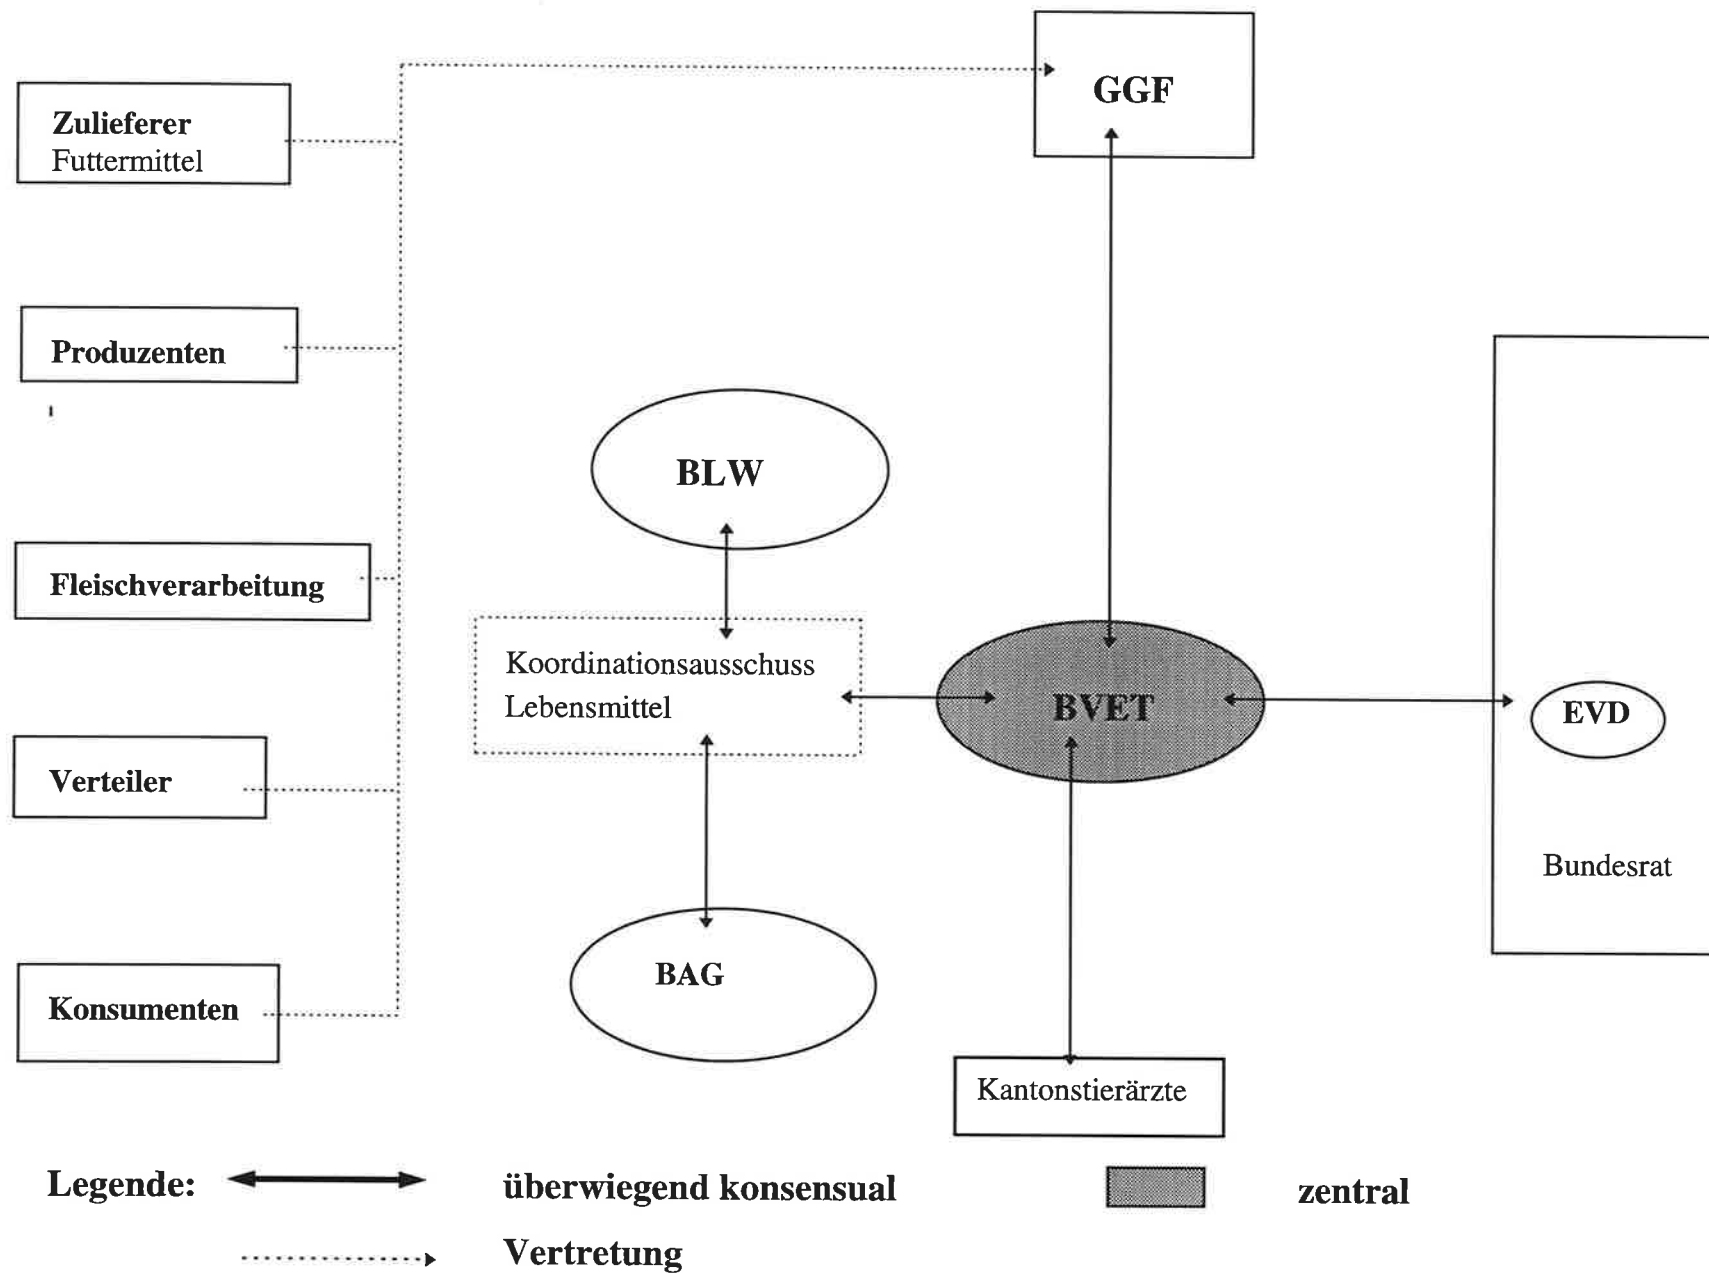 GGF
Zulieferer
Futtermittel
Produzenten
BLW
Fleischverarbeitung
Koordinationsausschuss
Lebensmittel
BVET
EVD
Verteiler
Bundesrat
BAG
Konsumenten
Kantonstierärzte
Legende:
überwiegend konsensual
zentral
Vertretung